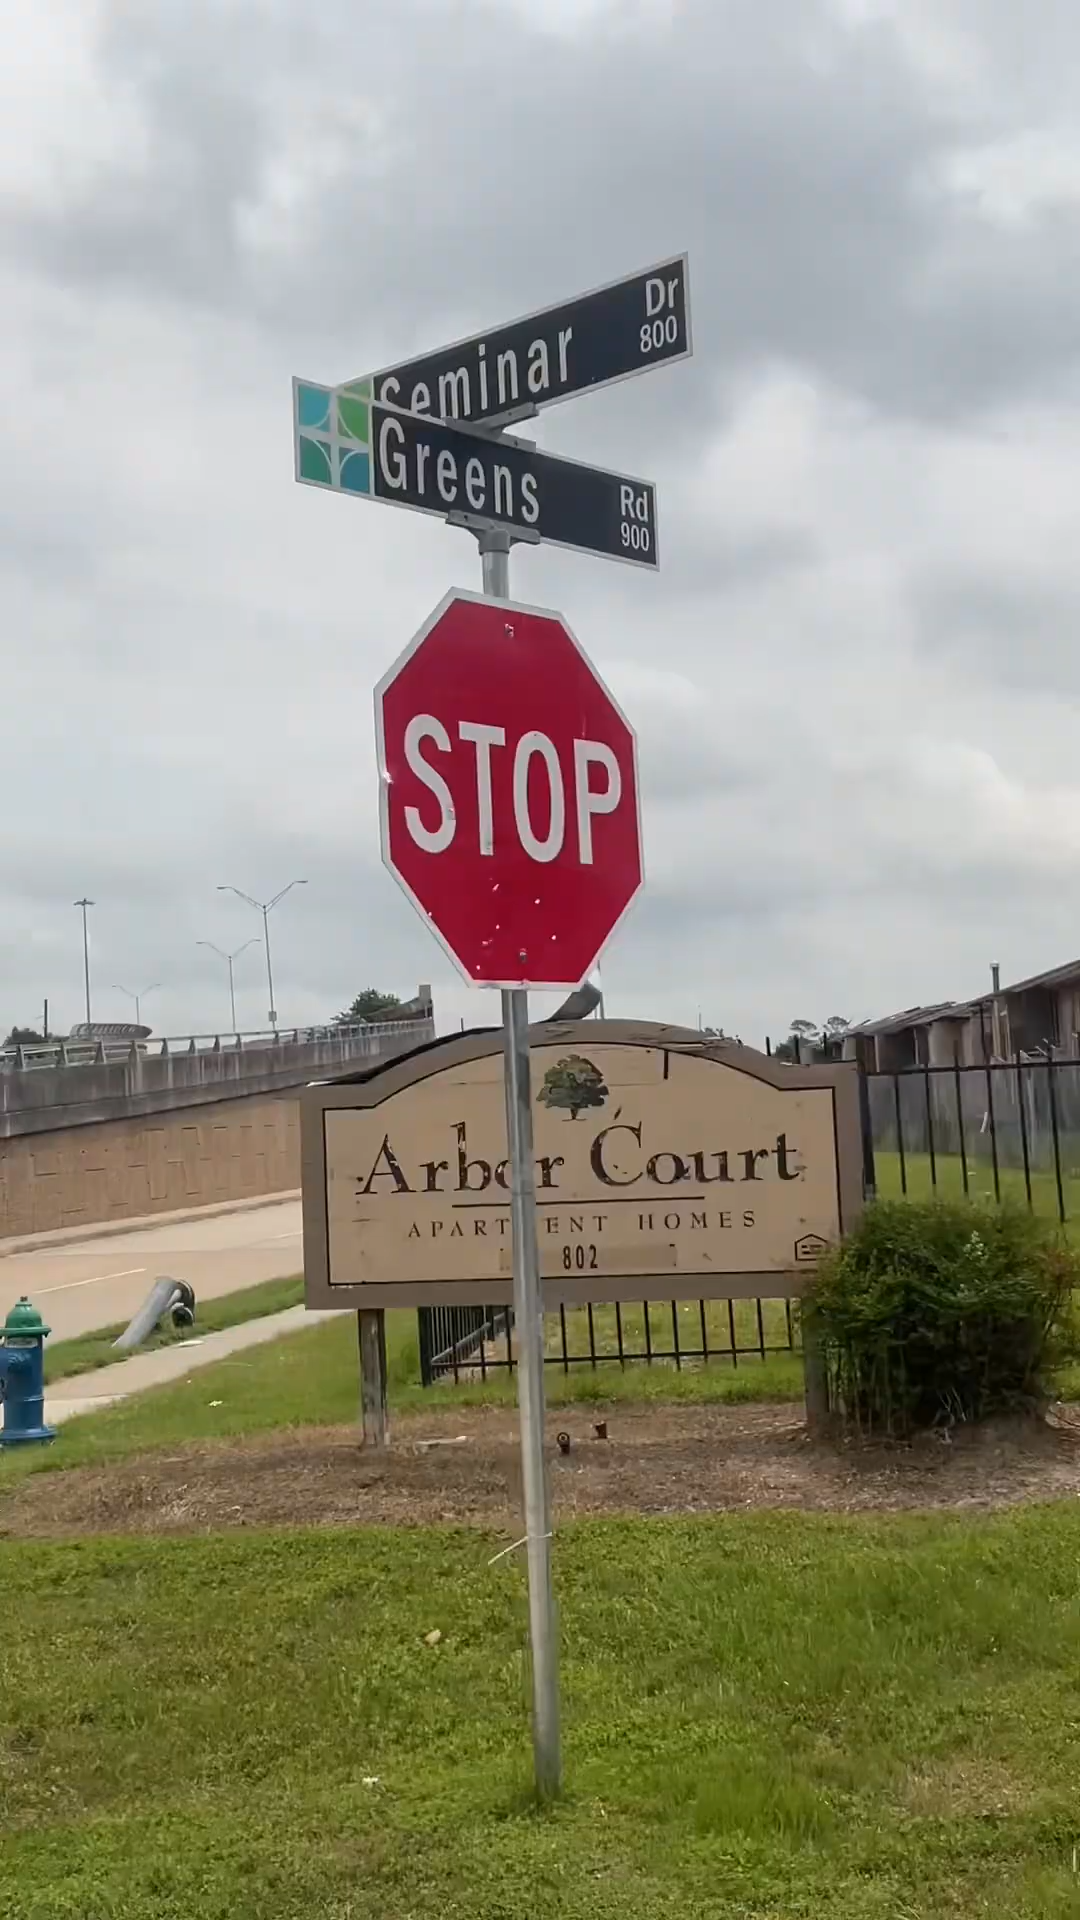 Seminar Dr
800
Greens Rd
900
STOP
Arbor Court
APARTMENT HOMES
802